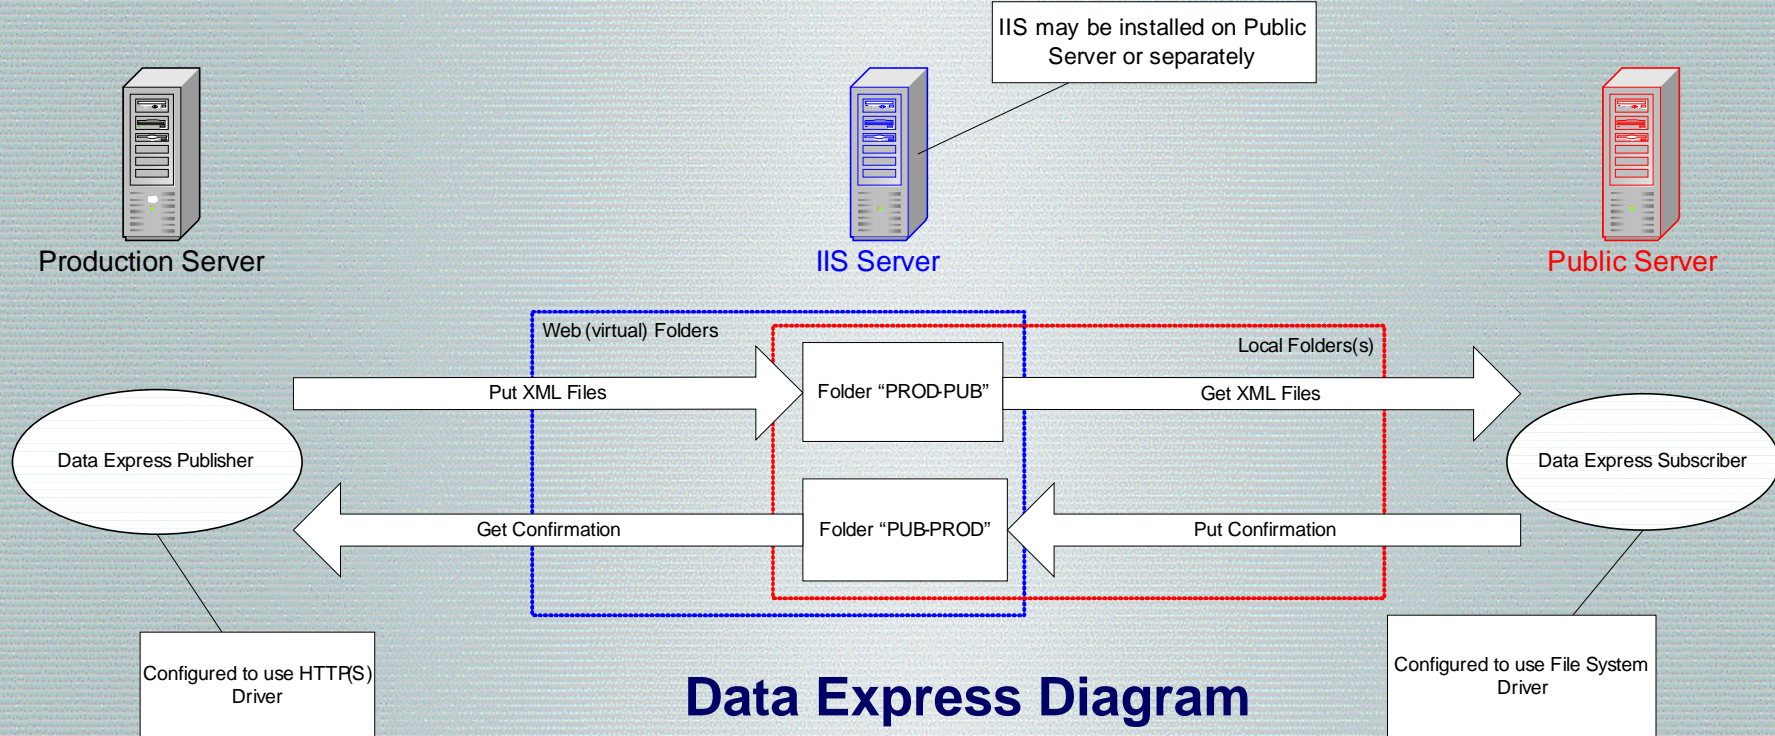 IIS may be installed on Public
Server or separately
Production Server
IIS Server
Public Server
Web (virtual) Folders
Local Folders(s)
Put XML Files
Folder “PROD-PUB”
Get XML Files
Data Express Publisher
Data Express Subscriber
Get Confirmation
Folder “PUB-PROD”
Put Confirmation
Configured to use HTTP(S)
Driver
Configured to use File System
Driver
Data Express Diagram